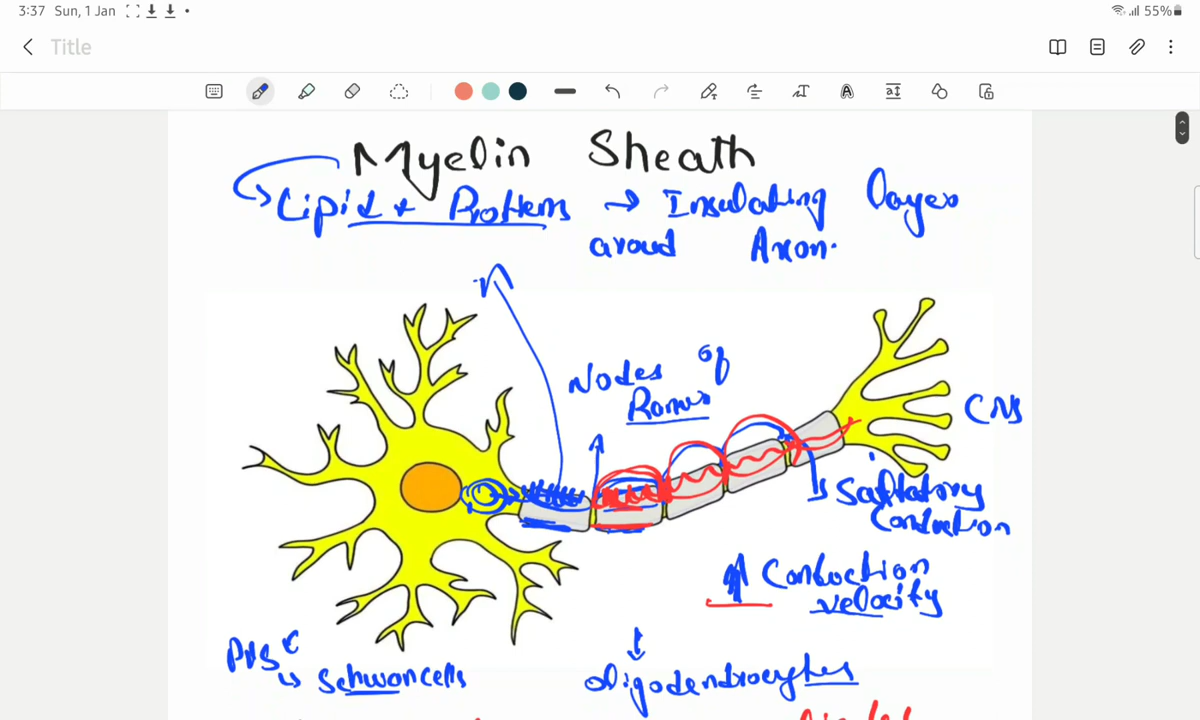 3:37 Sun, 1 Jan
55%
Title
Myelin Sheath
Lipid + Proteins → Insulating layer
around Axon.
Nodes of
Ranvier
CNS
Saltatory
Conduction
↑ Conduction
velocity
PNS
↳ Schwan cells
oligodendrocytes